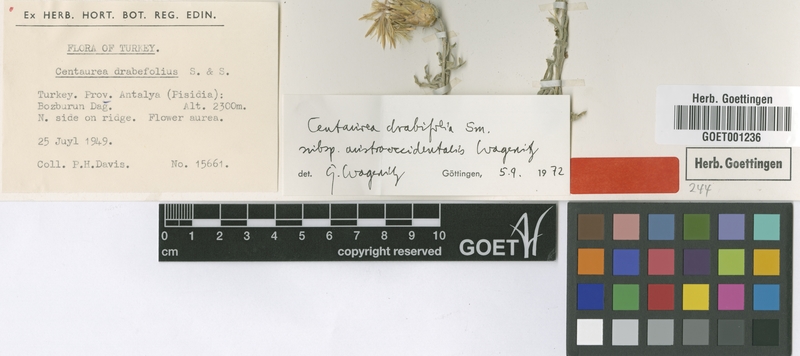 Ex HERB. HORT. BOT. REG. EDIN.
FLORA OF TURKEY.
Centaurea drabefolius S. & S.
Turkey. Prov. Antalya (Pisidia):
Bozburun Dağ. Alt. 2300m.
N. side on ridge. Flower aurea.
25 Juyl 1949.
Coll. P.H.Davis. No. 15661.
Centaurea drabifolia Sm.
subsp. austrooccidentalis Wagenitz
det. G. Wagenitz Göttingen, 5.9. 1972
Herb. Goettingen
GOET001236
Herb. Goettingen
244
0 1 2 3 4 5 6 7 8 9 10
cm copyright reserved
GOET